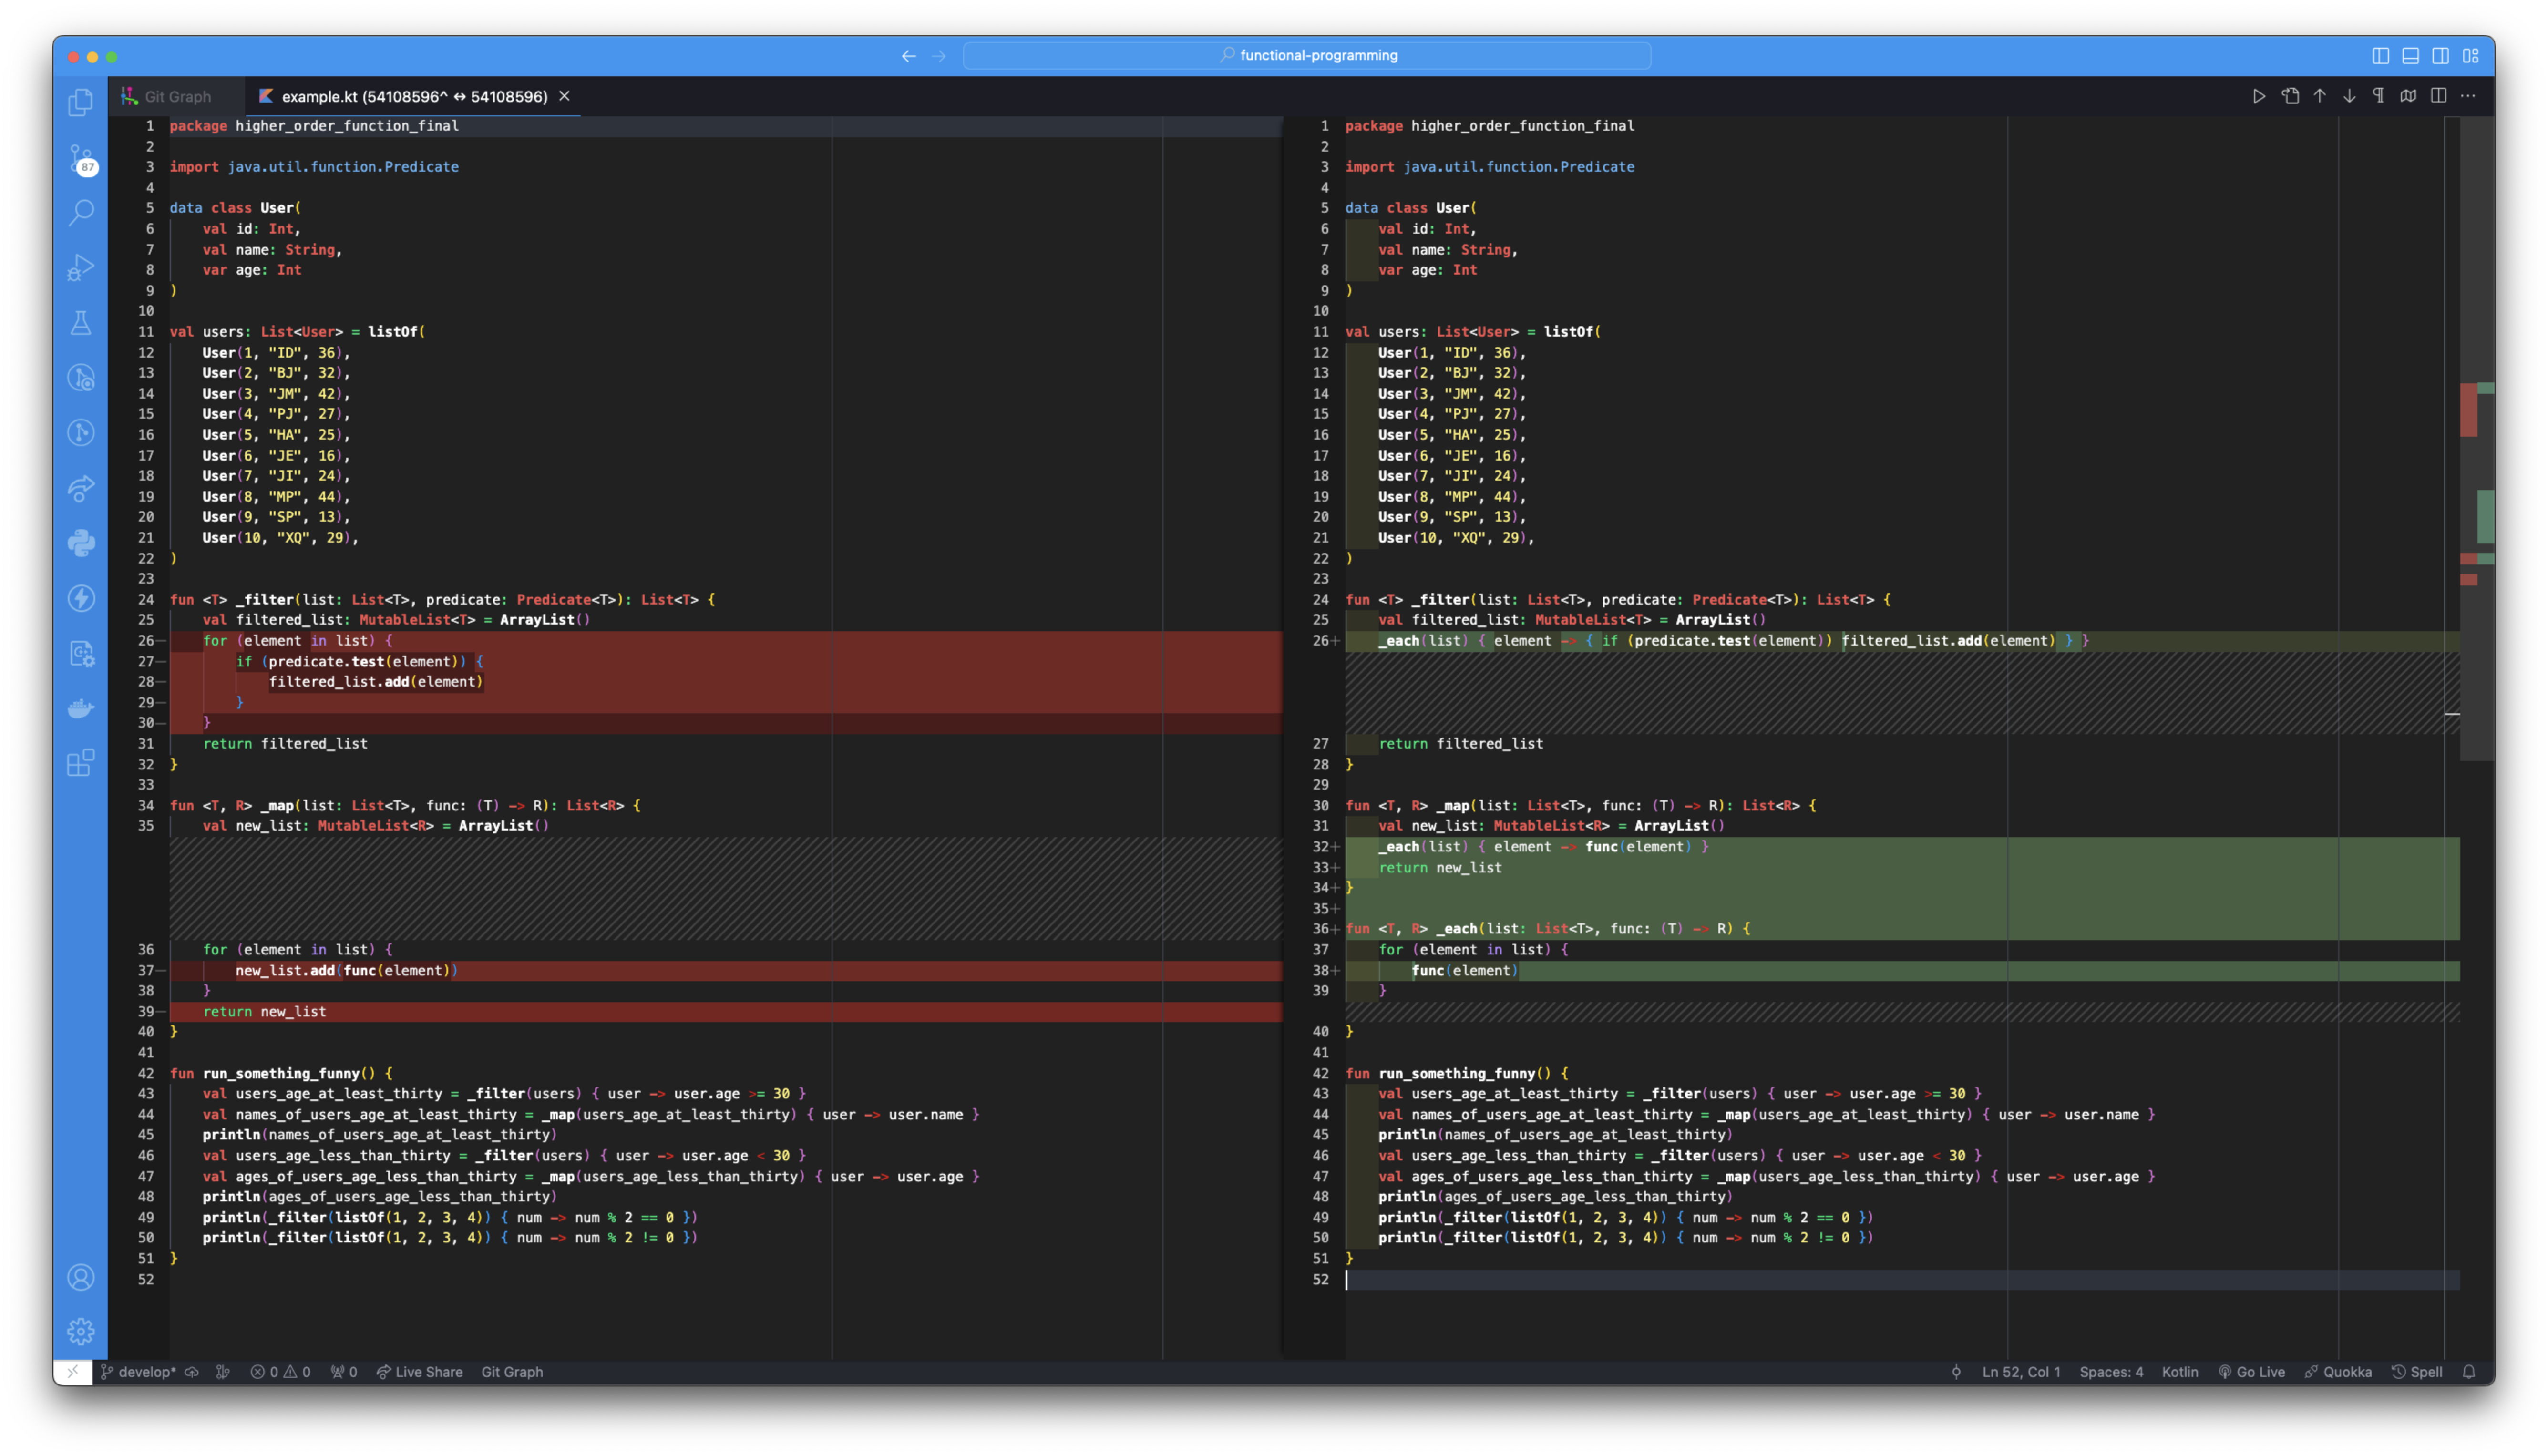 functional-programming
Git Graph
example.kt (54108596^ ↔ 54108596)
87
1 package higher_order_function_final
2
3 import java.util.function.Predicate
4
5 data class User(
6     val id: Int,
7     val name: String,
8     var age: Int
9 )
10
11 val users: List<User> = listOf(
12     User(1, "ID", 36),
13     User(2, "BJ", 32),
14     User(3, "JM", 42),
15     User(4, "PJ", 27),
16     User(5, "HA", 25),
17     User(6, "JE", 16),
18     User(7, "JI", 24),
19     User(8, "MP", 44),
20     User(9, "SP", 13),
21     User(10, "XQ", 29),
22 )
23
24 fun <T> _filter(list: List<T>, predicate: Predicate<T>): List<T> {
25     val filtered_list: MutableList<T> = ArrayList()
26—     for (element in list) {
27—         if (predicate.test(element)) {
28—             filtered_list.add(element)
29—         }
30—     }
31     return filtered_list
32 }
33
34 fun <T, R> _map(list: List<T>, func: (T) -> R): List<R> {
35     val new_list: MutableList<R> = ArrayList()
36     for (element in list) {
37—         new_list.add(func(element))
38     }
39—     return new_list
40 }
41
42 fun run_something_funny() {
43     val users_age_at_least_thirty = _filter(users) { user -> user.age >= 30 }
44     val names_of_users_age_at_least_thirty = _map(users_age_at_least_thirty) { user -> user.name }
45     println(names_of_users_age_at_least_thirty)
46     val users_age_less_than_thirty = _filter(users) { user -> user.age < 30 }
47     val ages_of_users_age_less_than_thirty = _map(users_age_less_than_thirty) { user -> user.age }
48     println(ages_of_users_age_less_than_thirty)
49     println(_filter(listOf(1, 2, 3, 4)) { num -> num % 2 == 0 })
50     println(_filter(listOf(1, 2, 3, 4)) { num -> num % 2 != 0 })
51 }
52
1 package higher_order_function_final
2
3 import java.util.function.Predicate
4
5 data class User(
6     val id: Int,
7     val name: String,
8     var age: Int
9 )
10
11 val users: List<User> = listOf(
12     User(1, "ID", 36),
13     User(2, "BJ", 32),
14     User(3, "JM", 42),
15     User(4, "PJ", 27),
16     User(5, "HA", 25),
17     User(6, "JE", 16),
18     User(7, "JI", 24),
19     User(8, "MP", 44),
20     User(9, "SP", 13),
21     User(10, "XQ", 29),
22 )
23
24 fun <T> _filter(list: List<T>, predicate: Predicate<T>): List<T> {
25     val filtered_list: MutableList<T> = ArrayList()
26+     _each(list) { element -> { if (predicate.test(element)) filtered_list.add(element) } }
27     return filtered_list
28 }
29
30 fun <T, R> _map(list: List<T>, func: (T) -> R): List<R> {
31     val new_list: MutableList<R> = ArrayList()
32+     _each(list) { element -> func(element) }
33+     return new_list
34+ }
35+
36+ fun <T, R> _each(list: List<T>, func: (T) -> R) {
37     for (element in list) {
38+         func(element)
39     }
40 }
41
42 fun run_something_funny() {
43     val users_age_at_least_thirty = _filter(users) { user -> user.age >= 30 }
44     val names_of_users_age_at_least_thirty = _map(users_age_at_least_thirty) { user -> user.name }
45     println(names_of_users_age_at_least_thirty)
46     val users_age_less_than_thirty = _filter(users) { user -> user.age < 30 }
47     val ages_of_users_age_less_than_thirty = _map(users_age_less_than_thirty) { user -> user.age }
48     println(ages_of_users_age_less_than_thirty)
49     println(_filter(listOf(1, 2, 3, 4)) { num -> num % 2 == 0 })
50     println(_filter(listOf(1, 2, 3, 4)) { num -> num % 2 != 0 })
51 }
52
develop* 0 0 0 Live Share Git Graph Ln 52, Col 1 Spaces: 4 Kotlin Go Live Quokka Spell